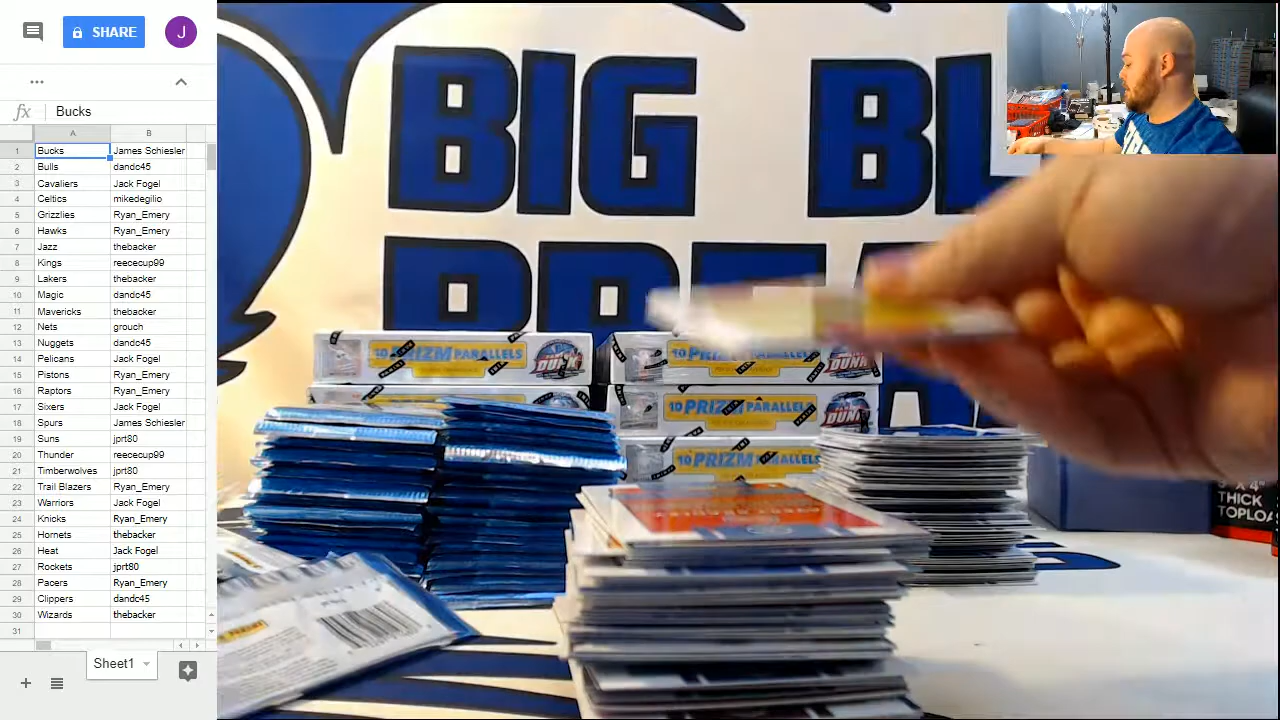 SHARE
J
...
fx Bucks
A B
1 Bucks James Schiesler
2 Bulls dandc45
3 Cavaliers Jack Fogel
4 Celtics mikedegilio
5 Grizzlies Ryan_Emery
6 Hawks Ryan_Emery
7 Jazz thebacker
8 Kings reececup99
9 Lakers thebacker
10 Magic dandc45
11 Mavericks thebacker
12 Nets grouch
13 Nuggets dandc45
14 Pelicans Jack Fogel
15 Pistons Ryan_Emery
16 Raptors Ryan_Emery
17 Sixers Jack Fogel
18 Spurs James Schiesler
19 Suns jprt80
20 Thunder reececup99
21 Timberwolves jprt80
22 Trail Blazers Ryan_Emery
23 Warriors Jack Fogel
24 Knicks Ryan_Emery
25 Hornets thebacker
26 Heat Jack Fogel
27 Rockets jprt80
28 Pacers Ryan_Emery
29 Clippers dandc45
30 Wizards thebacker
31
Sheet1
BIG BL
BREA
10 PRIZM PARALLELS
10 PRIZM PARALLELS
10 PRIZM PARALLELS
10 PRIZM PARALLELS
THICK
TOPLOA